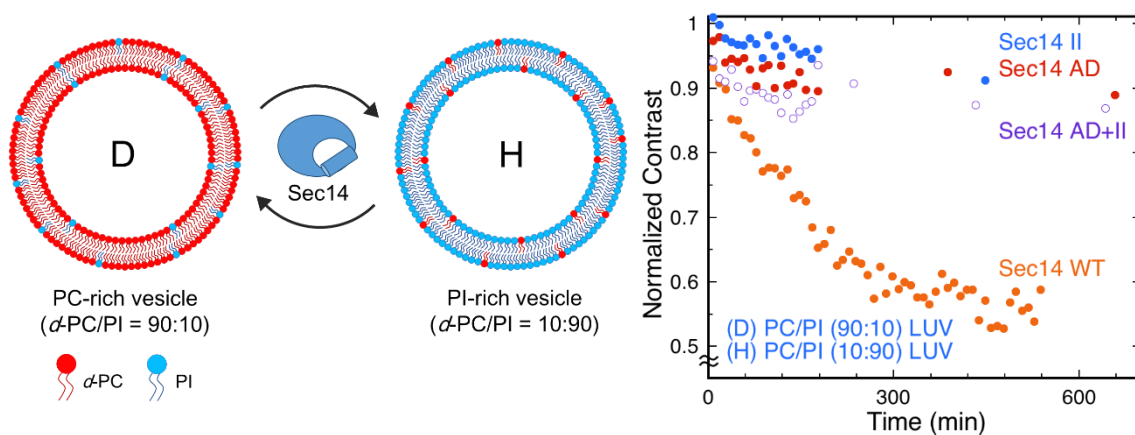 D
Sec14
H
PC-rich vesicle
(d-PC/PI = 90:10)
PI-rich vesicle
(d-PC/PI = 10:90)
d-PC
PI
Normalized Contrast
1
0.9
0.8
0.7
0.6
0.5
Sec14 II
Sec14 AD
Sec14 AD+II
Sec14 WT
(D) PC/PI (90:10) LUV
(H) PC/PI (10:90) LUV
0
300
600
Time (min)